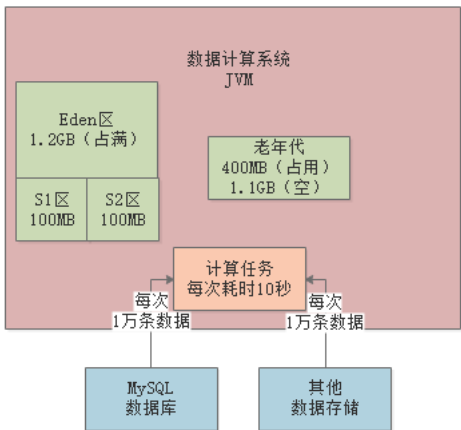 数据计算系统
JVM
Eden区
1.2GB（占满）
S1区
100MB
S2区
100MB
老年代
400MB（占用）
1.1GB（空）
计算任务
每次耗时10秒
每次
1万条数据
每次
1万条数据
MySQL
数据库
其他
数据存储